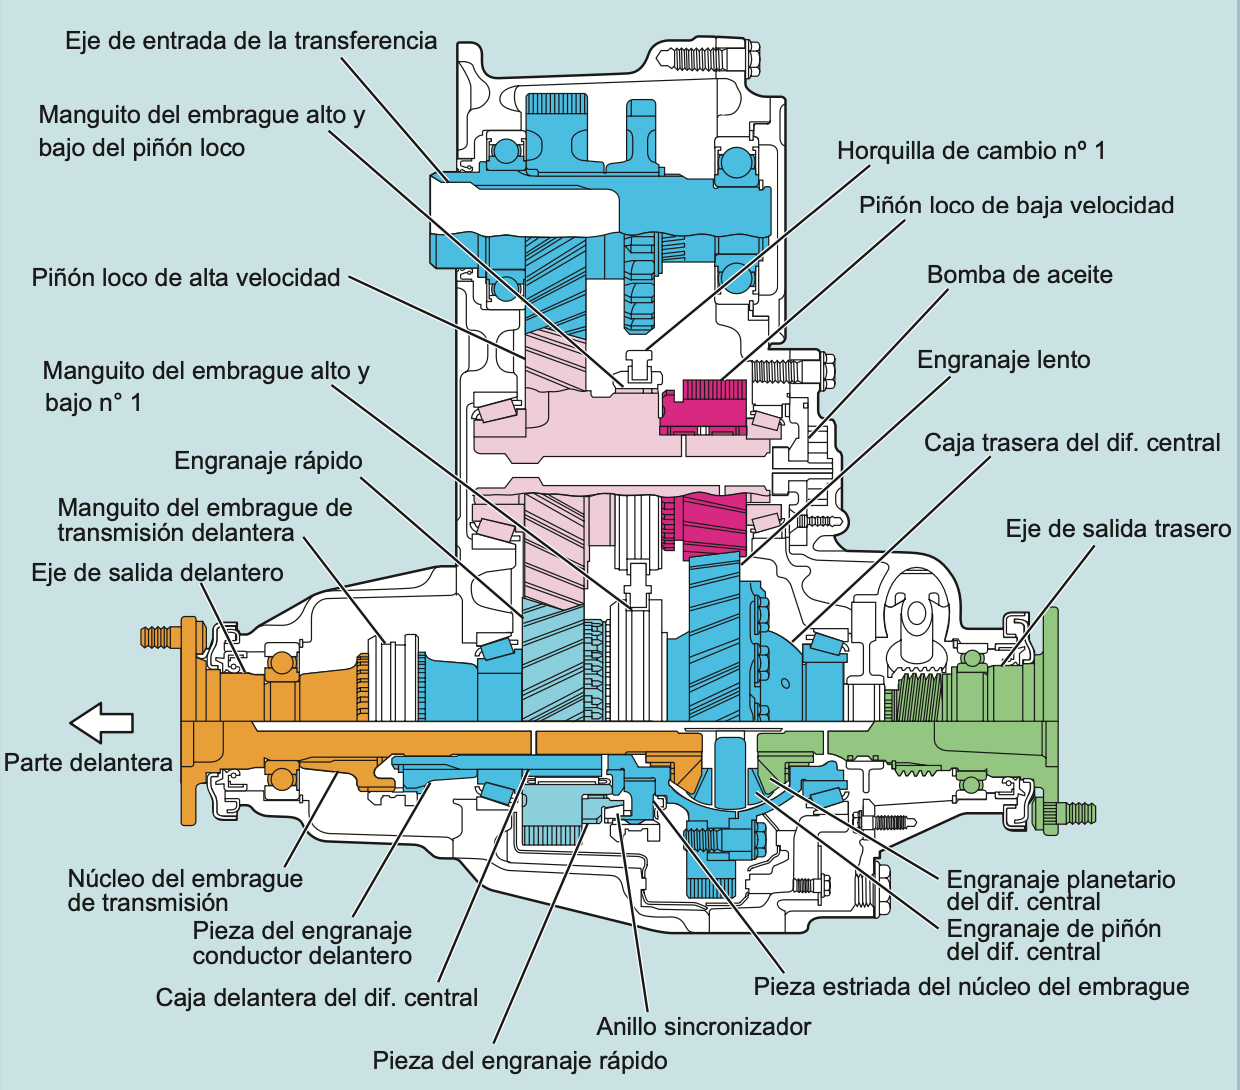 Eje de entrada de la transferencia
Manguito del embrague alto y
bajo del piñón loco
Horquilla de cambio nº 1
Piñón loco de baja velocidad
Piñón loco de alta velocidad
Bomba de aceite
Manguito del embrague alto y
bajo n° 1
Engranaje lento
Engranaje rápido
Caja trasera del dif. central
Manguito del embrague de
transmisión delantera
Eje de salida trasero
Eje de salida delantero
Parte delantera
Núcleo del embrague
de transmisión
Engranaje planetario
del dif. central
Pieza del engranaje
conductor delantero
Engranaje de piñón
del dif. central
Caja delantera del dif. central
Pieza estriada del núcleo del embrague
Anillo sincronizador
Pieza del engranaje rápido